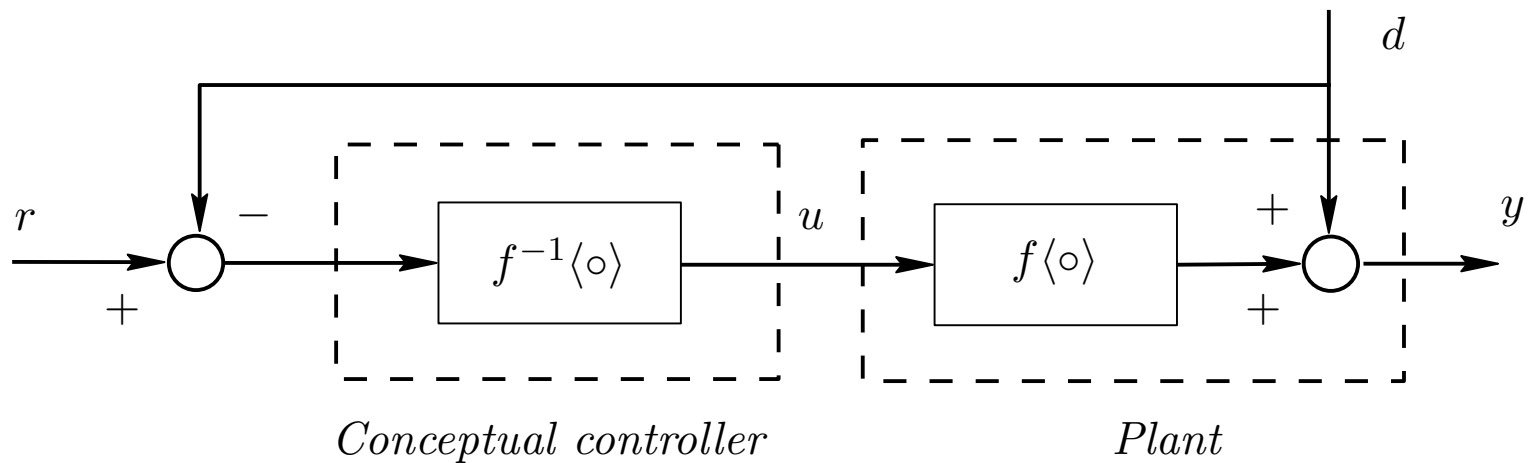 d
r
−
u
+
y
f⁻¹⟨∘⟩
f⟨∘⟩
+
+
Conceptual controller
Plant